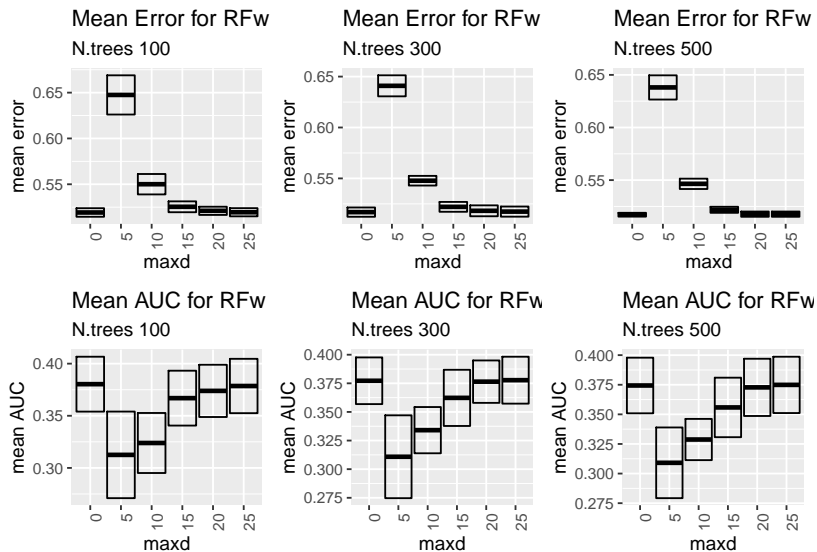 Mean Error for RFw
N.trees 100
mean error
0.65
0.60
0.55
0
5
10
15
20
25
maxd
Mean Error for RFw
N.trees 300
mean error
0.65
0.60
0.55
0
5
10
15
20
25
maxd
Mean Error for RFw
N.trees 500
mean error
0.65
0.60
0.55
0
5
10
15
20
25
maxd
Mean AUC for RFw
N.trees 100
mean AUC
0.40
0.35
0.30
0
5
10
15
20
25
maxd
Mean AUC for RFw
N.trees 300
mean AUC
0.400
0.375
0.350
0.325
0.300
0.275
0
5
10
15
20
25
maxd
Mean AUC for RFw
N.trees 500
mean AUC
0.400
0.375
0.350
0.325
0.300
0.275
0
5
10
15
20
25
maxd